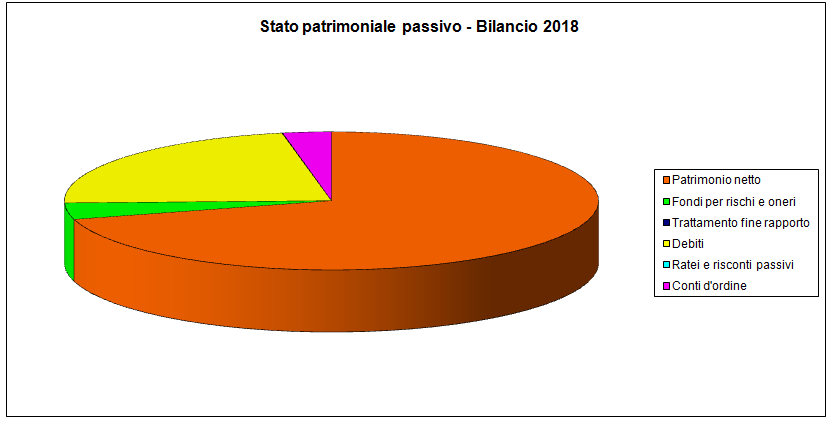 Stato patrimoniale passivo - Bilancio 2018
Patrimonio netto
Fondi per rischi e oneri
Trattamento fine rapporto
Debiti
Ratei e risconti passivi
Conti d'ordine